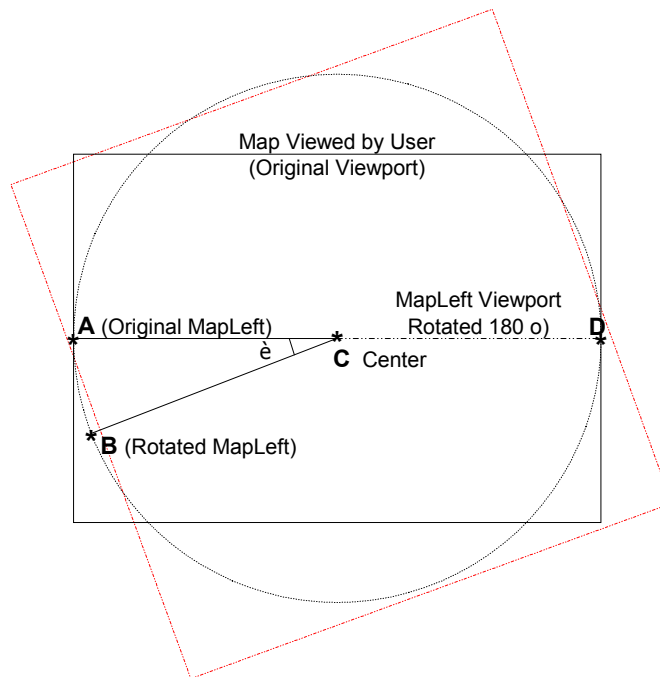 Map Viewed by User
(Original Viewport)
MapLeft Viewport
Rotated 180 o)
A (Original MapLeft)
D
è
C Center
B (Rotated MapLeft)